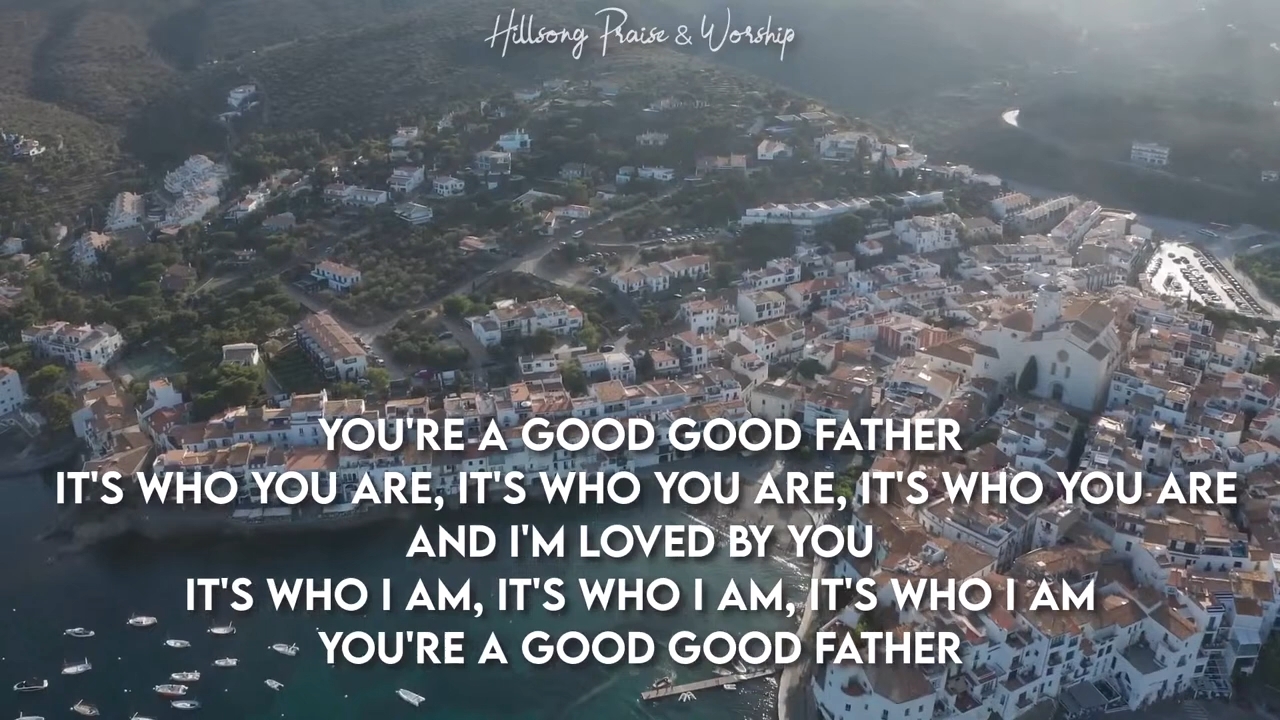 Hillsong Praise & Worship
YOU'RE A GOOD GOOD FATHER
IT'S WHO YOU ARE, IT'S WHO YOU ARE, IT'S WHO YOU ARE
AND I'M LOVED BY YOU
IT'S WHO I AM, IT'S WHO I AM, IT'S WHO I AM
YOU'RE A GOOD GOOD FATHER